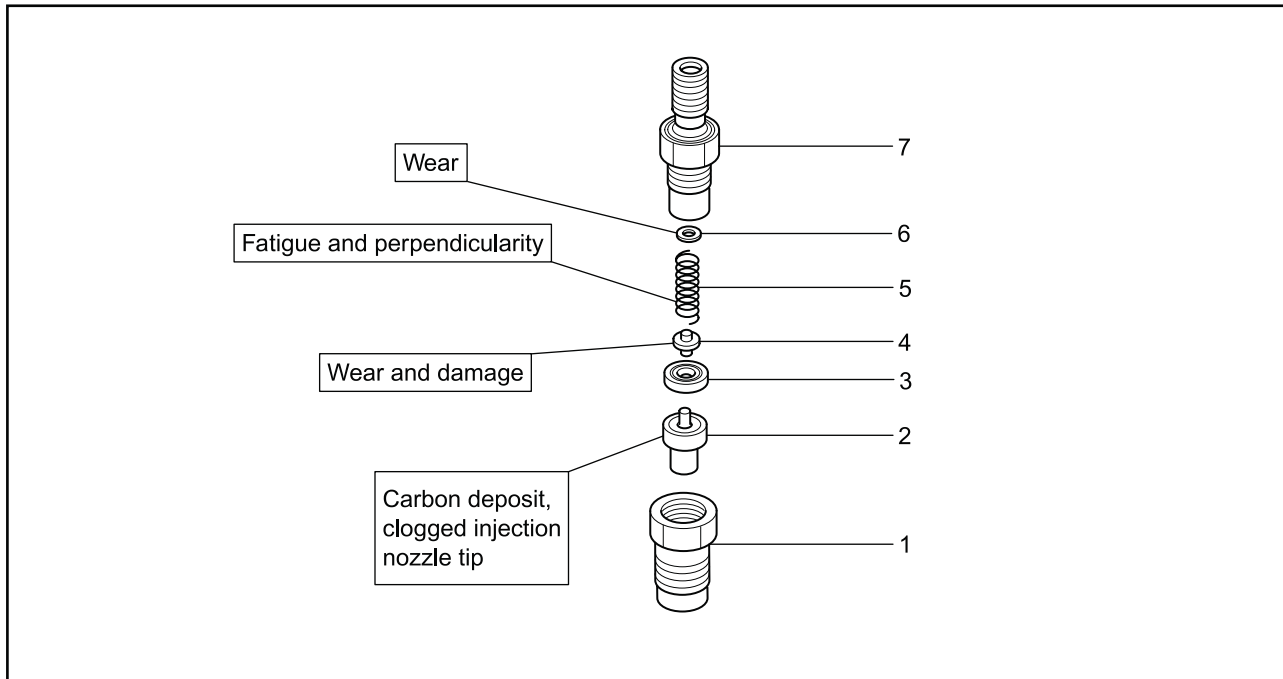 7
Wear
6
Fatigue and perpendicularity
5
4
Wear and damage
3
2
Carbon deposit,
clogged injection
nozzle tip
1